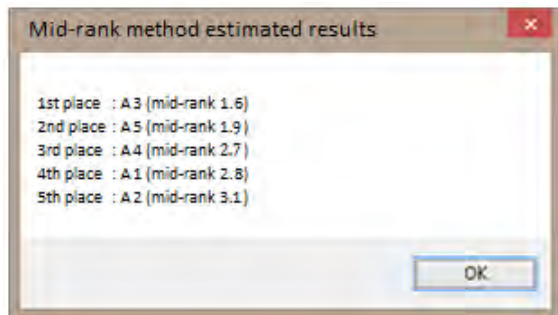 Mid-rank method estimated results
1st place : A3 (mid-rank 1.6)
2nd place : A5 (mid-rank 1.9)
3rd place : A4 (mid-rank 2.7)
4th place : A1 (mid-rank 2.8)
5th place : A2 (mid-rank 3.1)
OK